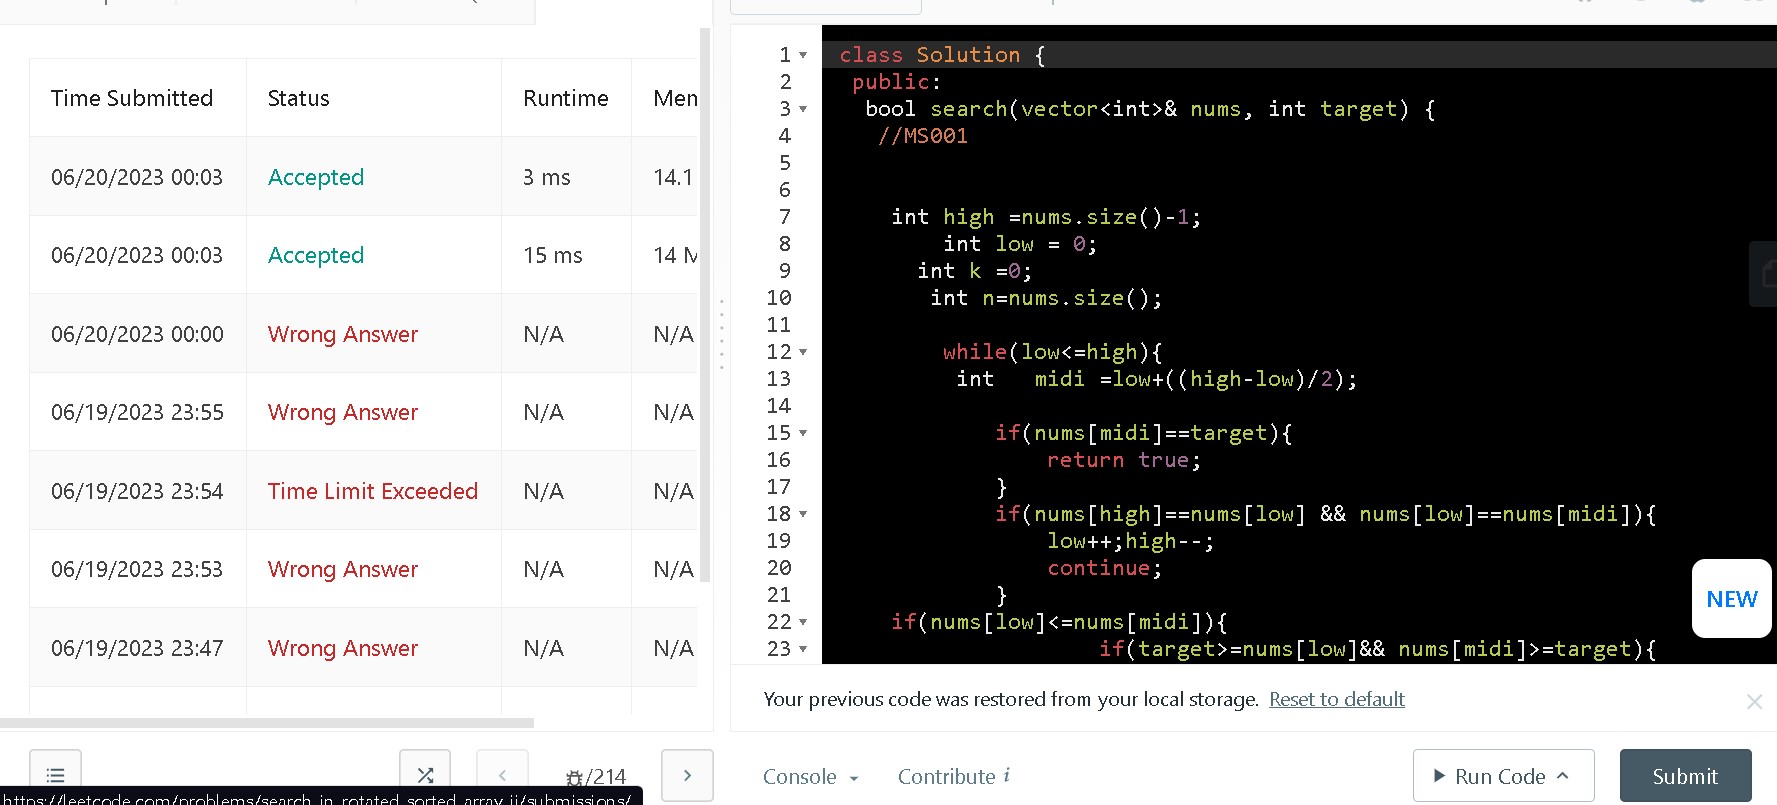 Time Submitted Status Runtime Mem
06/20/2023 00:03 Accepted 3 ms 14.1
06/20/2023 00:03 Accepted 15 ms 14 M
06/20/2023 00:00 Wrong Answer N/A N/A
06/19/2023 23:55 Wrong Answer N/A N/A
06/19/2023 23:54 Time Limit Exceeded N/A N/A
06/19/2023 23:53 Wrong Answer N/A N/A
06/19/2023 23:47 Wrong Answer N/A N/A
/214
https://leetcode.com/problems/search-in-rotated-sorted-array-ii/submissions/
1 class Solution {
2 public:
3 bool search(vector<int>& nums, int target) {
4 //MS001
5
6
7 int high =nums.size()-1;
8 int low = 0;
9 int k =0;
10 int n=nums.size();
11
12 while(low<=high){
13 int midi =low+((high-low)/2);
14
15 if(nums[midi]==target){
16 return true;
17 }
18 if(nums[high]==nums[low] && nums[low]==nums[midi]){
19 low++;high--;
20 continue;
21 }
22 if(nums[low]<=nums[midi]){
23 if(target>=nums[low]&& nums[midi]>=target){
NEW
Your previous code was restored from your local storage. Reset to default
Console Contribute i Run Code Submit